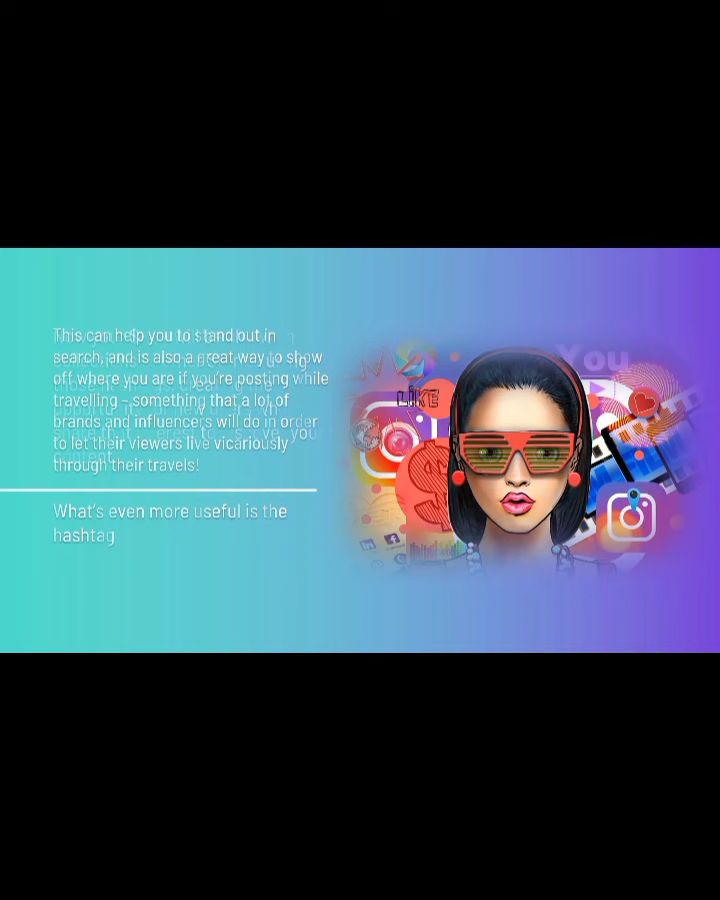 This can help you to stand out in
search, and is also a great way to show
off where you are if you're posting while
travelling – something that a lot of
brands and influencers will do in order
to let their viewers live vicariously
through their travels!
What's even more useful is the
hashtag
You
LIKE